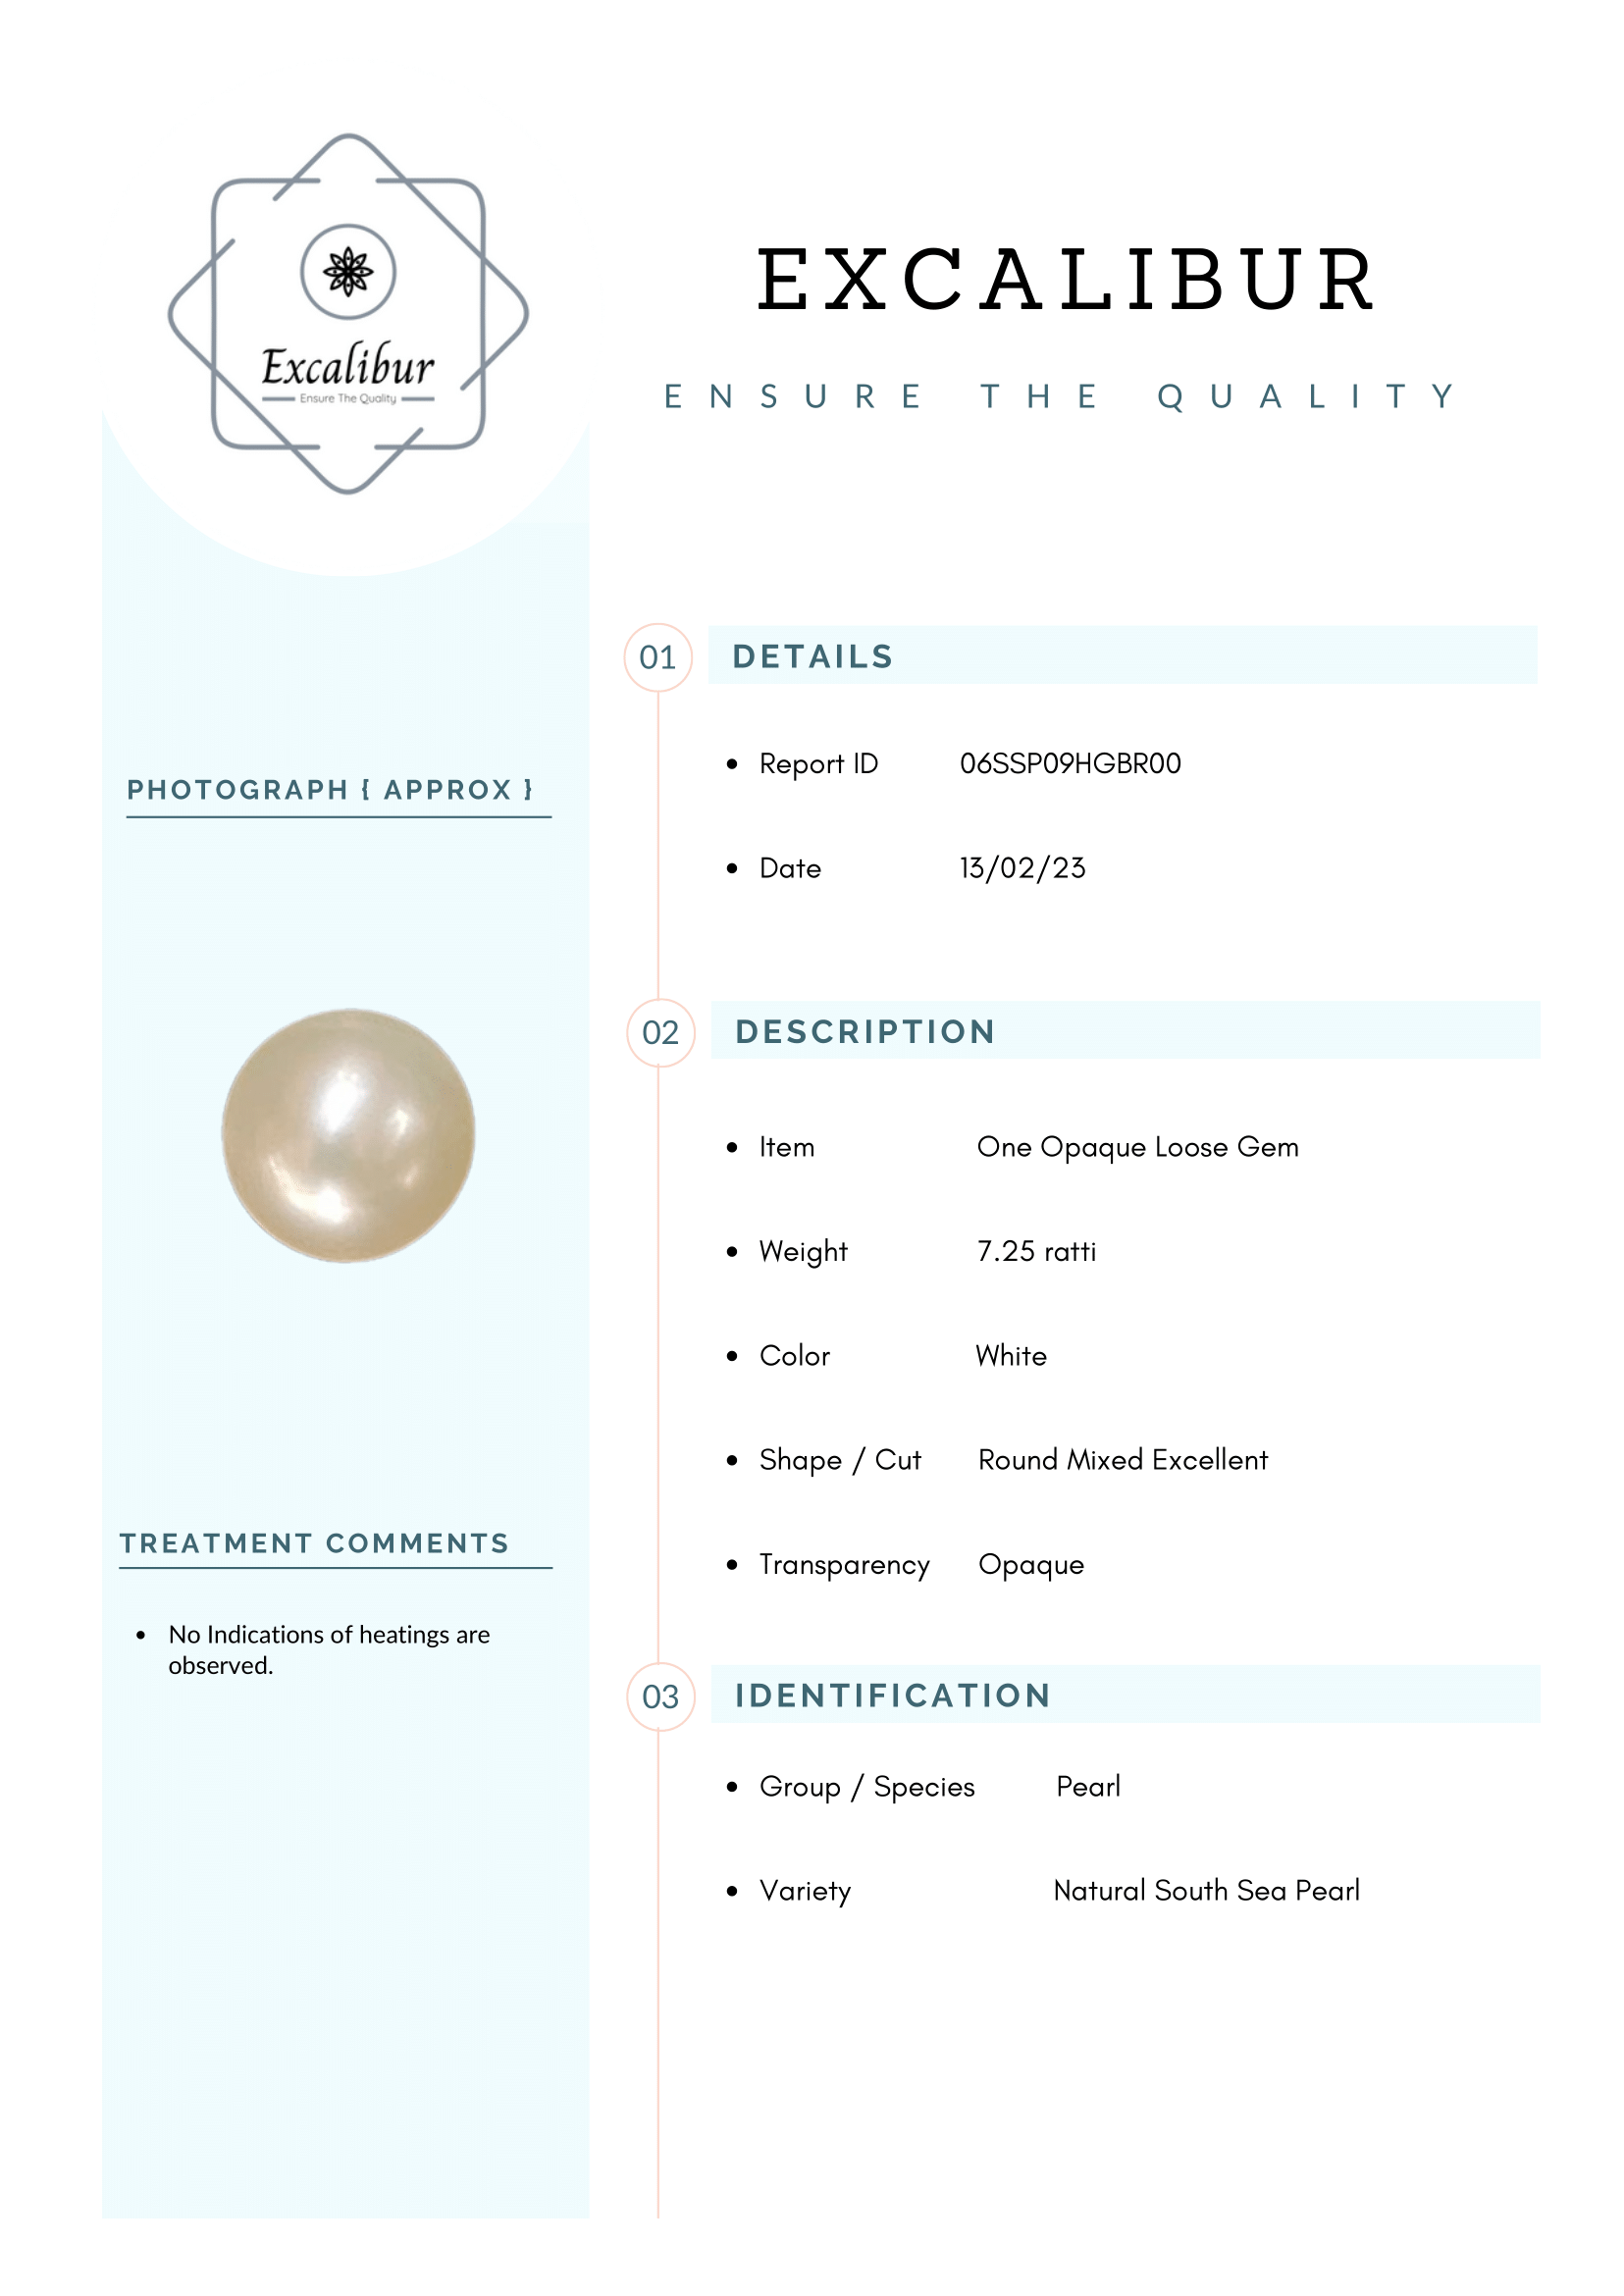 Excalibur
Ensure The Quality
EXCALIBUR
ENSURE THE QUALITY
PHOTOGRAPH { APPROX }
TREATMENT COMMENTS
• No Indications of heatings are
observed.
01 DETAILS
• Report ID 06SSP09HGBR00
• Date 13/02/23
02 DESCRIPTION
• Item One Opaque Loose Gem
• Weight 7.25 ratti
• Color White
• Shape / Cut Round Mixed Excellent
• Transparency Opaque
03 IDENTIFICATION
• Group / Species Pearl
• Variety Natural South Sea Pearl